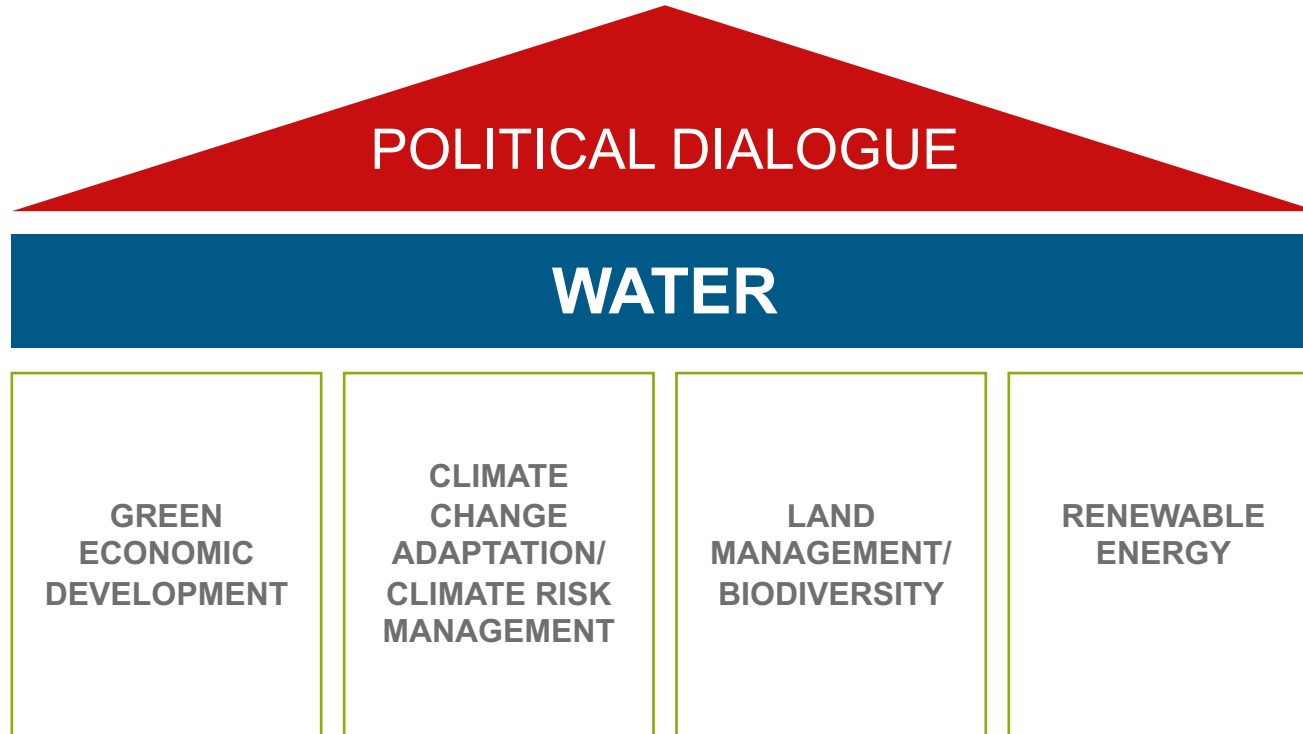 POLITICAL DIALOGUE
WATER
GREEN
ECONOMIC
DEVELOPMENT
CLIMATE
CHANGE
ADAPTATION/
CLIMATE RISK
MANAGEMENT
LAND
MANAGEMENT/
BIODIVERSITY
RENEWABLE
ENERGY